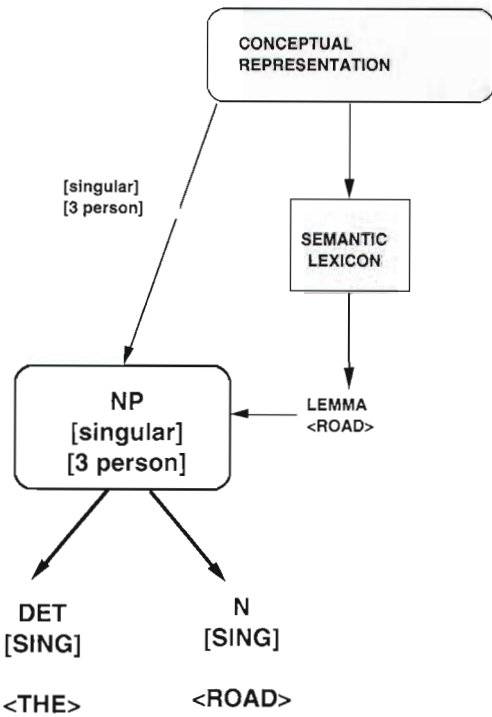 CONCEPTUAL
REPRESENTATION
[singular]
[3 person]
SEMANTIC
LEXICON
LEMMA
<ROAD>
NP
[singular]
[3 person]
DET
[SING]
<THE>
N
[SING]
<ROAD>